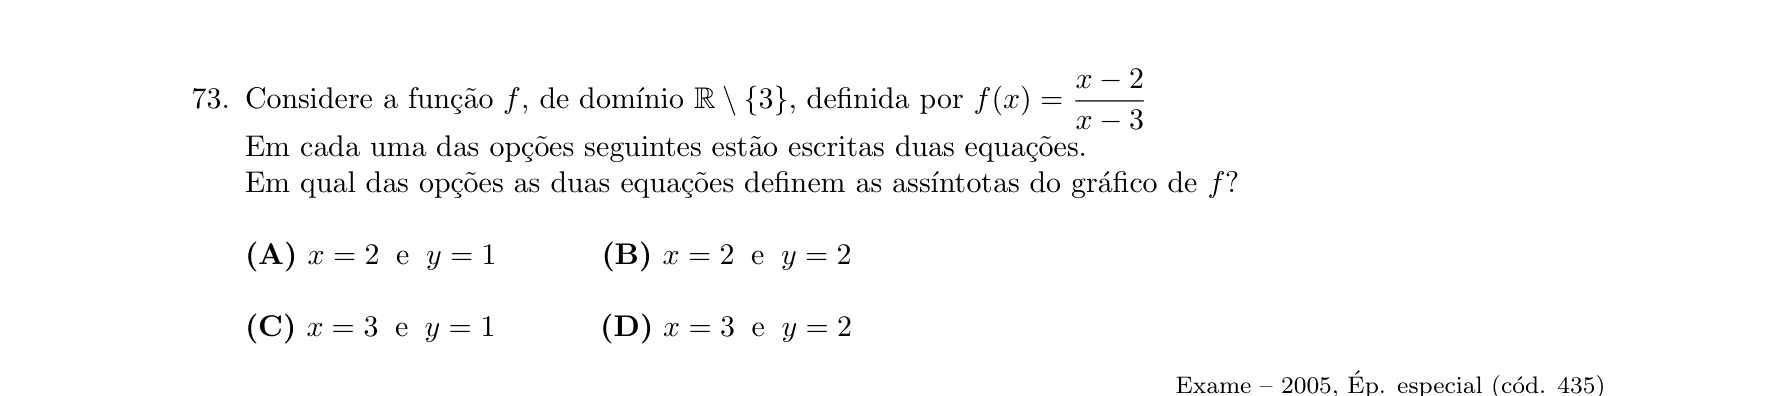 73. Considere a função f, de domínio ℝ \ {3}, definida por f(x) = \frac{x − 2}{x − 3}
Em cada uma das opções seguintes estão escritas duas equações.
Em qual das opções as duas equações definem as assíntotas do gráfico de f?
(A) x = 2 e y = 1 (B) x = 2 e y = 2
(C) x = 3 e y = 1 (D) x = 3 e y = 2
Exame – 2005, Ép. especial (cód. 435)